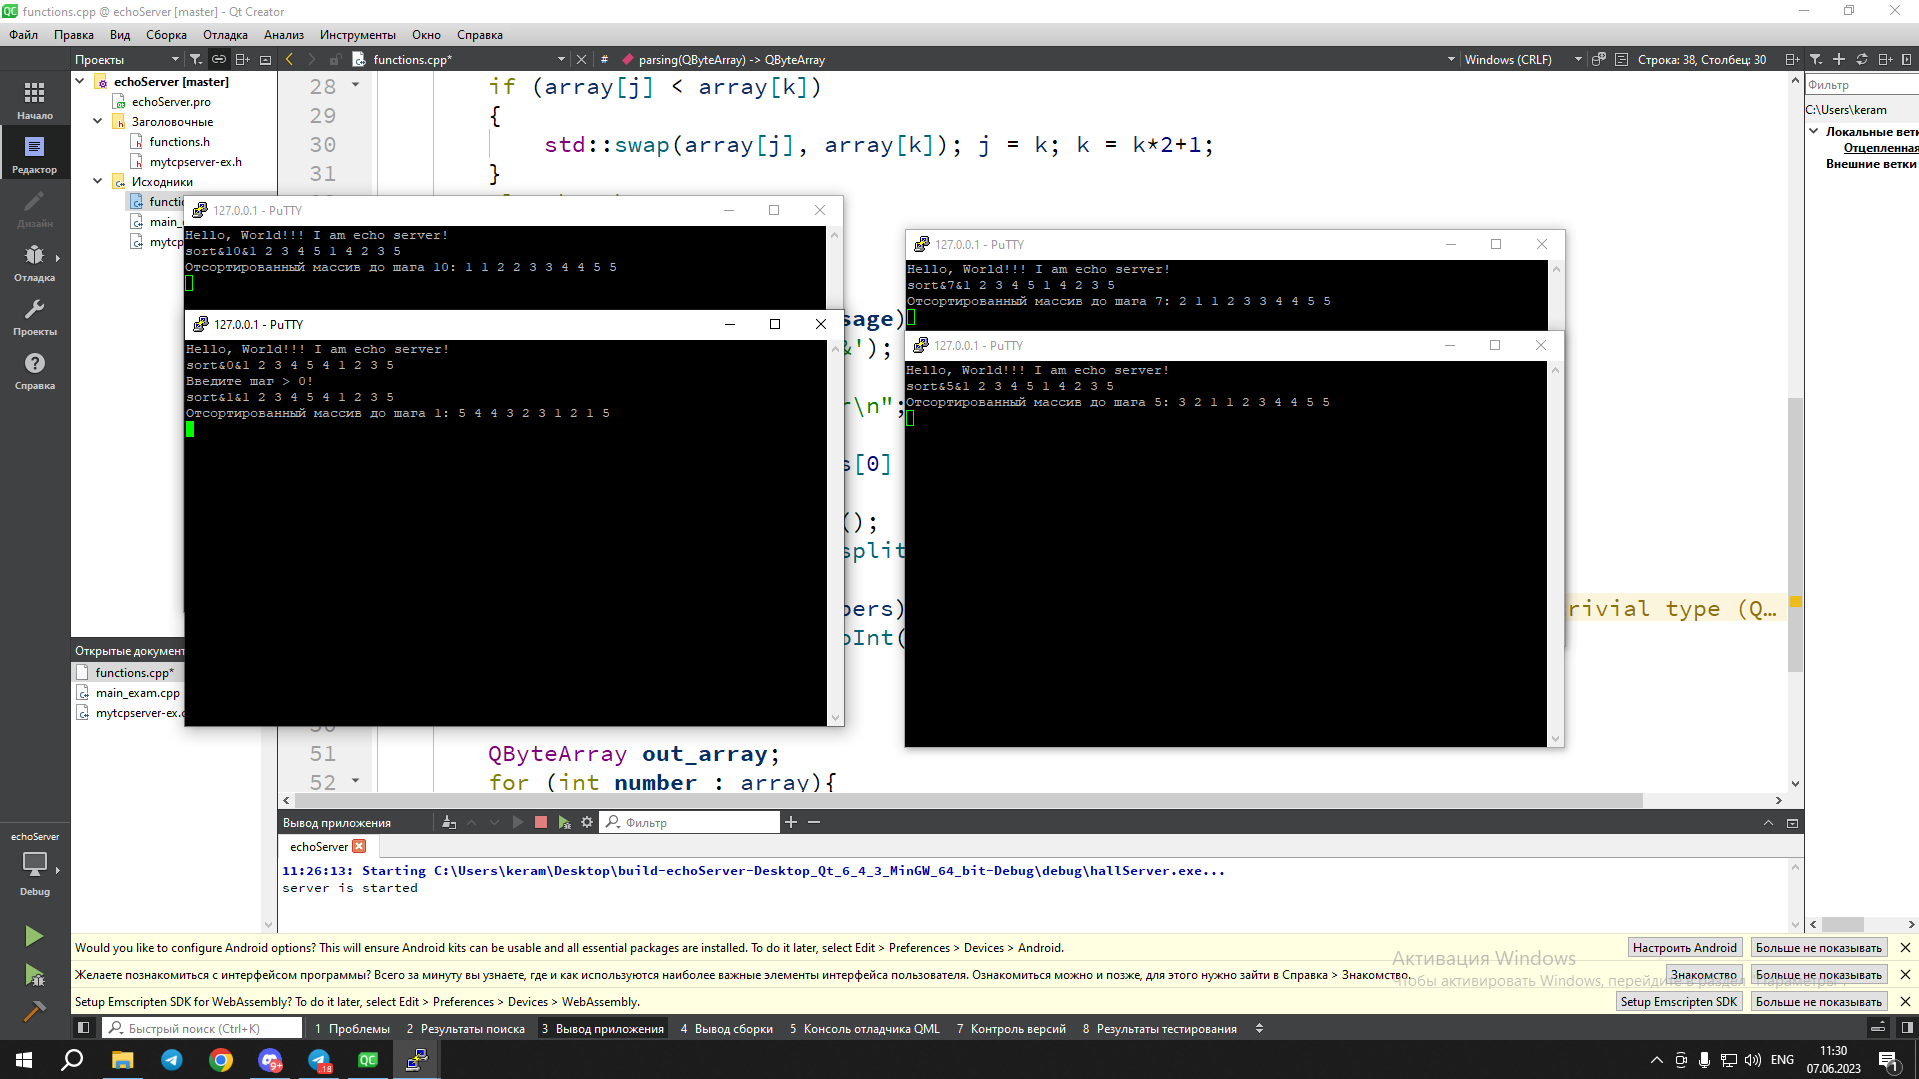 functions.cpp @ echoServer [master] - Qt Creator
Файл Правка Вид Сборка Отладка Анализ Инструменты Окно Справка
Проекты
functions.cpp*
# parsing(QByteArray) -> QByteArray
Windows (CRLF)
Строка: 38, Столбец: 30
Начало
Редактор
Дизайн
Отладка
Проекты
Справка
echoServer [master]
echoServer.pro
Заголовочные
functions.h
mytcpserver-ex.h
Исходники
functi
main_
mytcp
28 if (array[j] < array[k])
29 {
30 std::swap(array[j], array[k]); j = k; k = k*2+1;
31 }
Фильтр
C:\Users\keram
Локальные ветк
Отцепленная
Внешние ветки
127.0.0.1 - PuTTY
Hello, World!!! I am echo server!
sort&10&1 2 3 4 5 1 4 2 3 5
Отсортированный массив до шага 10: 1 1 2 2 3 3 4 4 5 5
127.0.0.1 - PuTTY
Hello, World!!! I am echo server!
sort&0&1 2 3 4 5 4 1 2 3 5
Введите шаг > 0!
sort&1&1 2 3 4 5 4 1 2 3 5
Отсортированный массив до шага 1: 5 4 4 3 2 3 1 2 1 5
127.0.0.1 - PuTTY
Hello, World!!! I am echo server!
sort&7&1 2 3 4 5 1 4 2 3 5
Отсортированный массив до шага 7: 2 1 1 2 3 3 4 4 5 5
127.0.0.1 - PuTTY
Hello, World!!! I am echo server!
sort&5&1 2 3 4 5 1 4 2 3 5
Отсортированный массив до шага 5: 3 2 1 1 2 3 4 4 5 5
sage)
&');
r\n";
s[0]
();
split
bers)
rivial type (Q…
oInt(
51 QByteArray out_array;
52 for (int number : array){
Открытые документ
functions.cpp*
main_exam.cpp
mytcpserver-ex.c
Вывод приложения
Фильтр
echoServer
11:26:13: Starting C:\Users\keram\Desktop\build-echoServer-Desktop_Qt_6_4_3_MinGW_64_bit-Debug\debug\hallServer.exe...
server is started
echoServer
Debug
Would you like to configure Android options? This will ensure Android kits can be usable and all essential packages are installed. To do it later, select Edit > Preferences > Devices > Android.
Настроить Android
Больше не показывать
Желаете познакомиться с интерфейсом программы? Всего за минуту вы узнаете, где и как используются наиболее важные элементы интерфейса пользователя. Ознакомиться можно и позже, для этого нужно зайти в Справка > Знакомство.
Знакомство
Больше не показывать
Setup Emscripten SDK for WebAssembly? To do it later, select Edit > Preferences > Devices > WebAssembly.
Setup Emscripten SDK
Больше не показывать
Активация Windows
Чтобы активировать Windows, перейдите в раздел "Параметры".
Быстрый поиск (Ctrl+K)
1 Проблемы
2 Результаты поиска
3 Вывод приложения
4 Вывод сборки
5 Консоль отладчика QML
7 Контроль версий
8 Результаты тестирования
9+
18
ENG
11:30
07.06.2023
1